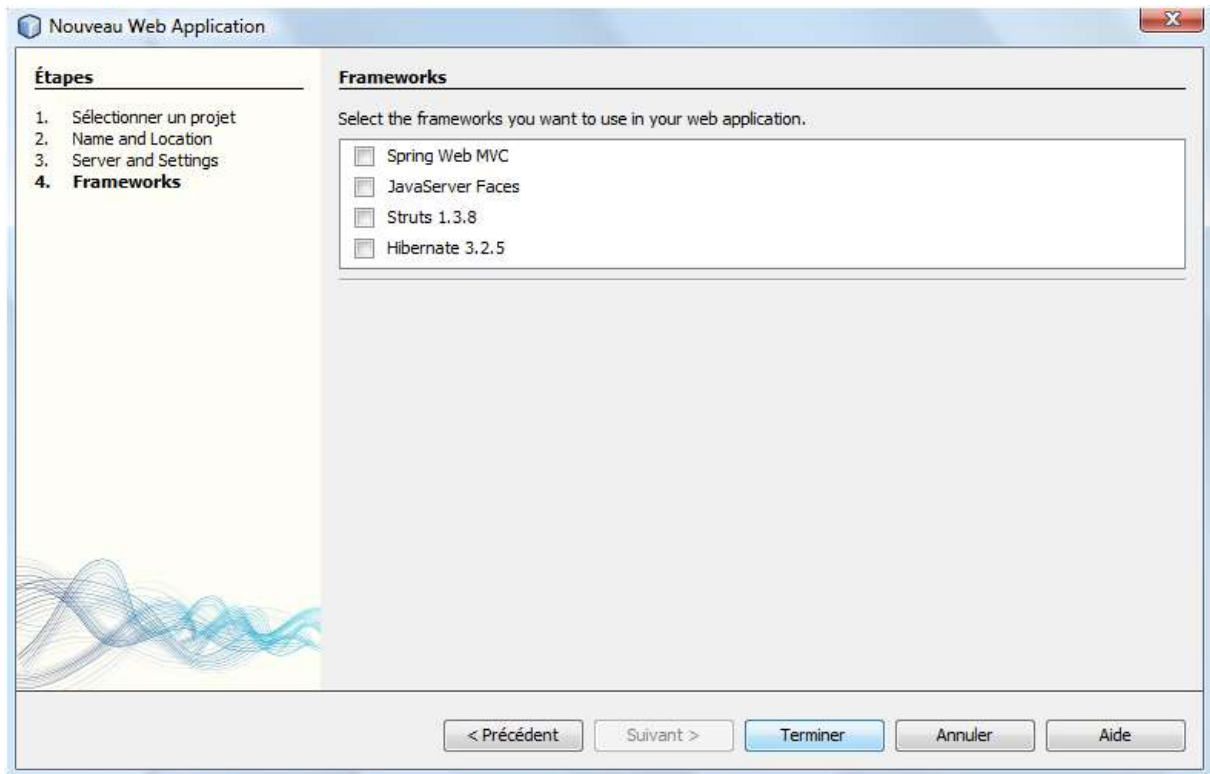 Nouveau Web Application
Étapes
1. Sélectionner un projet
2. Name and Location
3. Server and Settings
4. Frameworks
Frameworks
Select the frameworks you want to use in your web application.
Spring Web MVC
JavaServer Faces
Struts 1.3.8
Hibernate 3.2.5
< Précédent
Suivant >
Terminer
Annuler
Aide